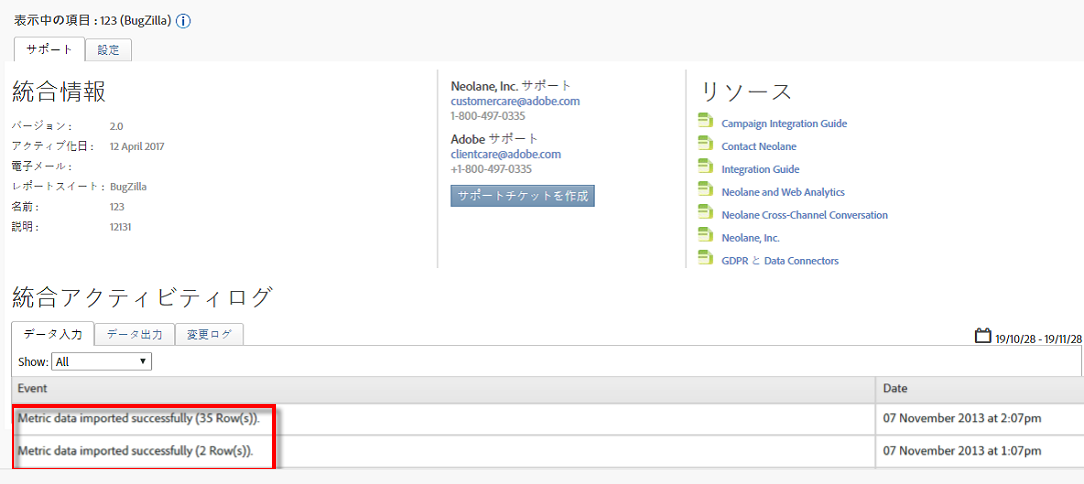 表示中の項目 : 123 (BugZilla)
サポート 設定
統合情報
バージョン : 2.0
アクティブ化日 : 12 April 2017
電子メール :
レポートスイート : BugZilla
名前 : 123
説明 : 12131
Neolane, Inc. サポート
customercare@adobe.com
1-800-497-0335
Adobe サポート
clientcare@adobe.com
+1-800-497-0335
サポートチケットを作成
リソース
Campaign Integration Guide
Contact Neolane
Integration Guide
Neolane and Web Analytics
Neolane Cross-Channel Conversation
Neolane, Inc.
GDPR と Data Connectors
統合アクティビティログ
データ入力 データ出力 変更ログ
19/10/28 - 19/11/28
Show: All
Event Date
Metric data imported successfully (35 Row(s)). 07 November 2013 at 2:07pm
Metric data imported successfully (2 Row(s)). 07 November 2013 at 1:07pm